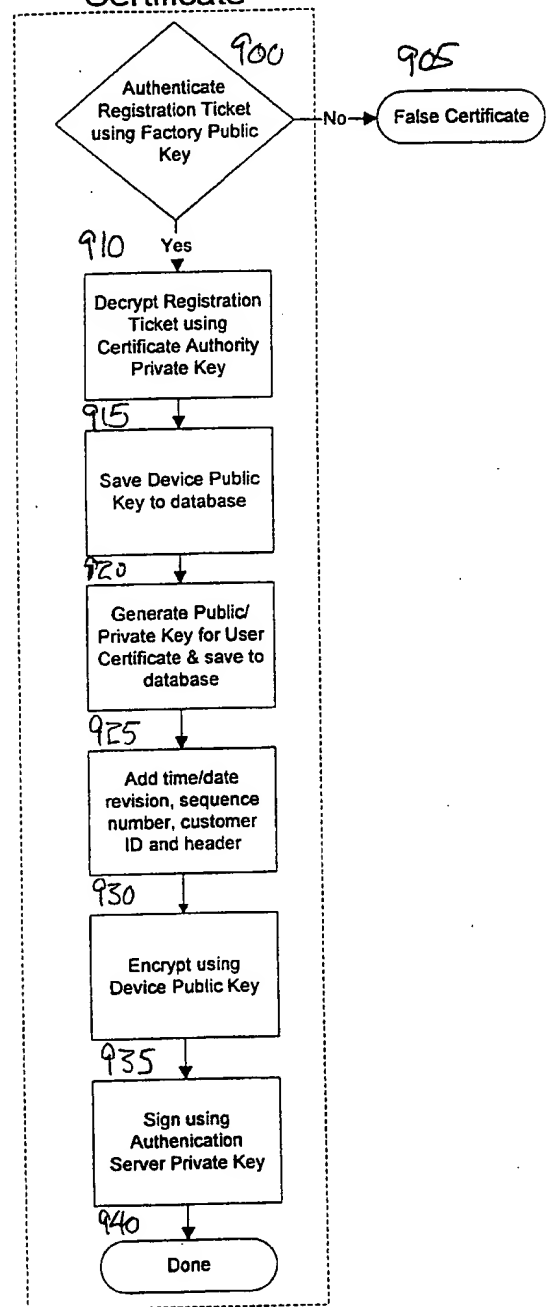 Certificate
900
905
Authenticate
Registration Ticket
using Factory Public
Key
No
False Certificate
910
Yes
Decrypt Registration
Ticket using
Certificate Authority
Private Key
915
Save Device Public
Key to database
920
Generate Public/
Private Key for User
Certificate & save to
database
925
Add time/date
revision, sequence
number, customer
ID and header
930
Encrypt using
Device Public Key
935
Sign using
Authenication
Server Private Key
940
Done